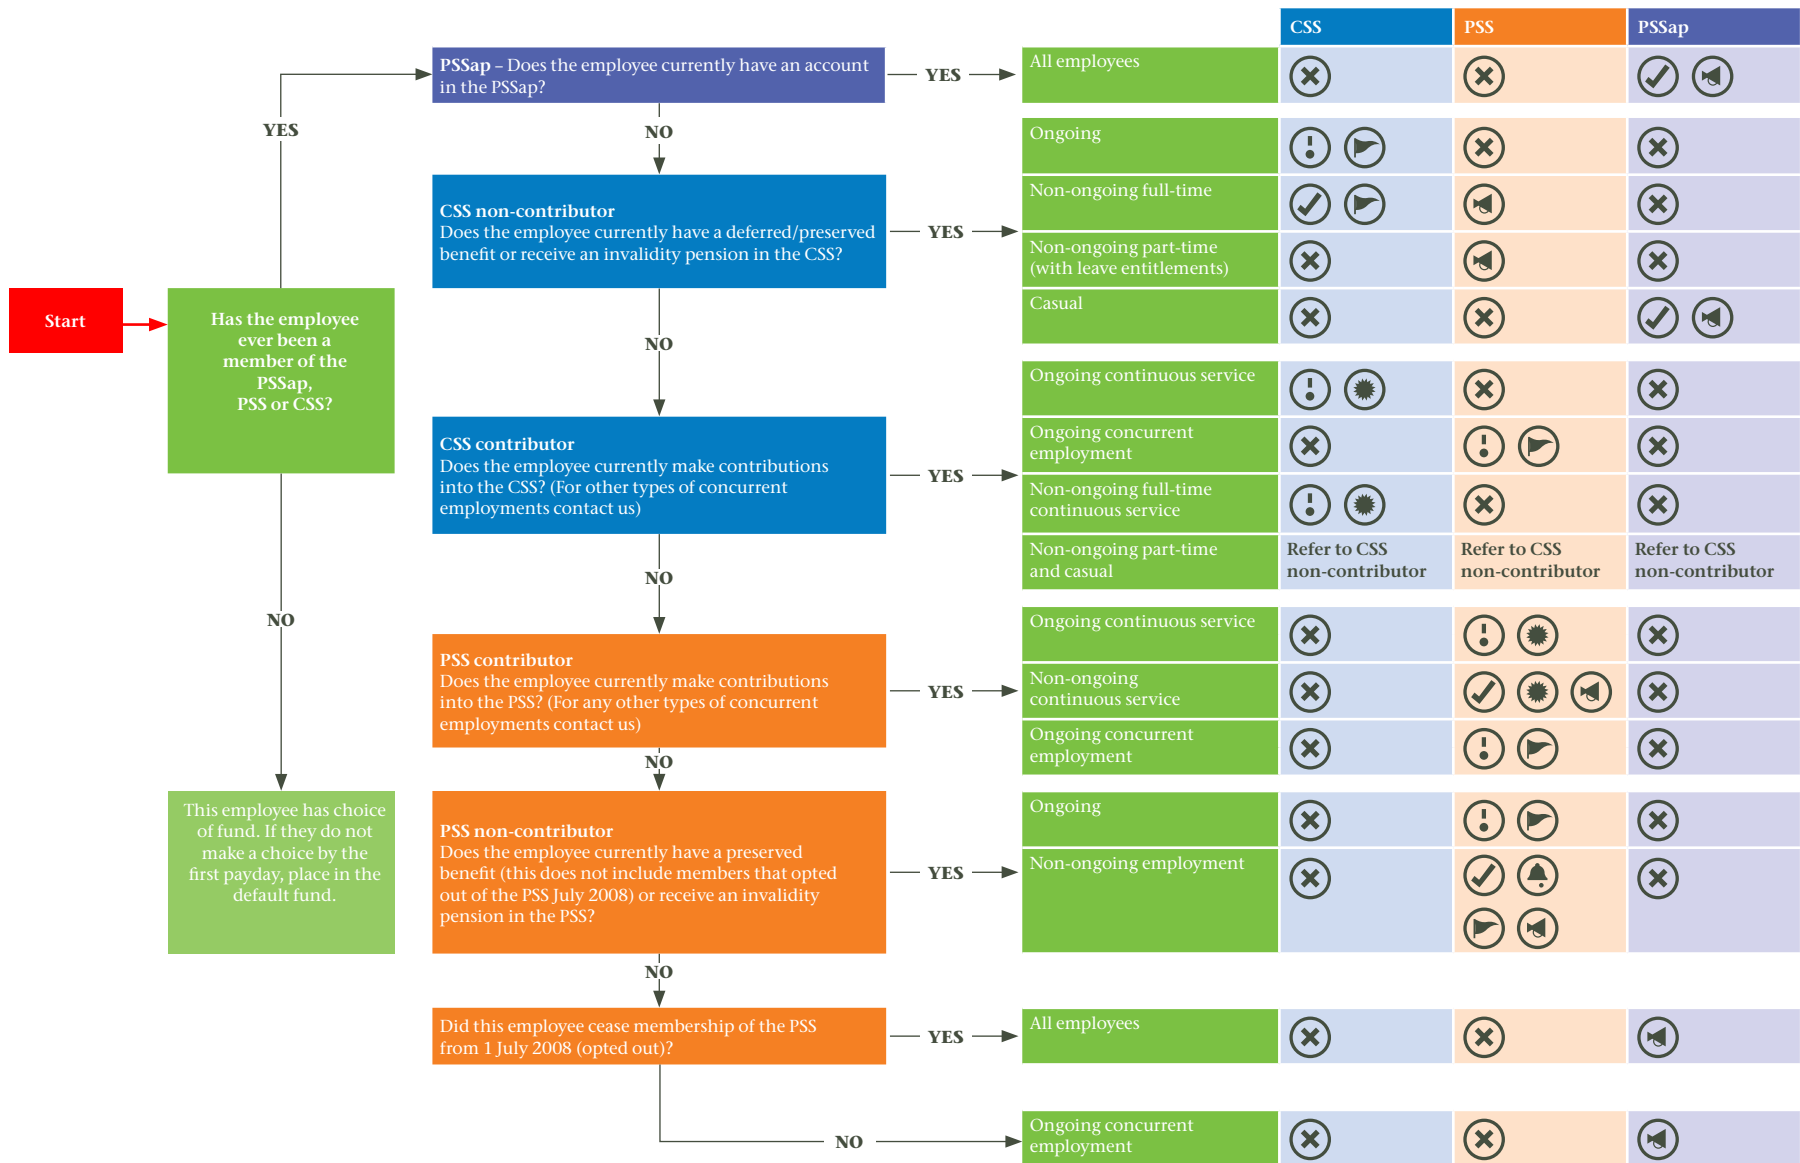 CSS
PSS
PSSap
PSSap – Does the employee currently have an account
in the PSSap?
YES
All employees
YES
NO
Ongoing
CSS non-contributor
Does the employee currently have a deferred/preserved
benefit or receive an invalidity pension in the CSS?
YES
Non-ongoing full-time
Non-ongoing part-time
(with leave entitlements)
Casual
Start
Has the employee
ever been a
member of the
PSSap,
PSS or CSS?
NO
CSS contributor
Does the employee currently make contributions
into the CSS? (For other types of concurrent
employments contact us)
YES
Ongoing continuous service
Ongoing concurrent
employment
Non-ongoing full-time
continuous service
Non-ongoing part-time
and casual
Refer to CSS
non-contributor
Refer to CSS
non-contributor
Refer to CSS
non-contributor
NO
NO
PSS contributor
Does the employee currently make contributions
into the PSS? (For any other types of concurrent
employments contact us)
YES
Ongoing continuous service
Non-ongoing
continuous service
Ongoing concurrent
employment
NO
This employee has choice
of fund. If they do not
make a choice by the
first payday, place in the
default fund.
PSS non-contributor
Does the employee currently have a preserved
benefit (this does not include members that opted
out of the PSS July 2008) or receive an invalidity
pension in the PSS?
YES
Ongoing
Non-ongoing employment
NO
Did this employee cease membership of the PSS
from 1 July 2008 (opted out)?
YES
All employees
NO
Ongoing concurrent
employment